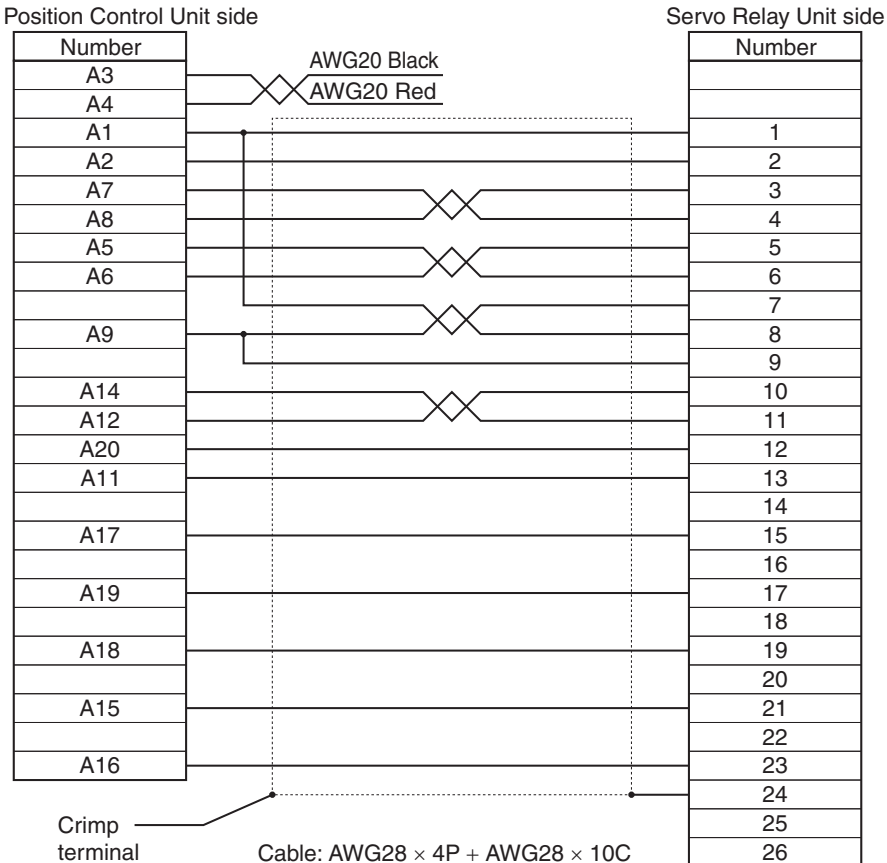 Position Control Unit side Servo Relay Unit side
Number Number
A3 AWG20 Black
A4 AWG20 Red
A1 1
A2 2
A7 3
A8 4
A5 5
A6 6
7
A9 8
9
A14 10
A12 11
A20 12
A11 13
14
A17 15
16
A19 17
18
A18 19
20
A15 21
22
A16 23
24
Crimp 25
terminal Cable: AWG28 × 4P + AWG28 × 10C 26